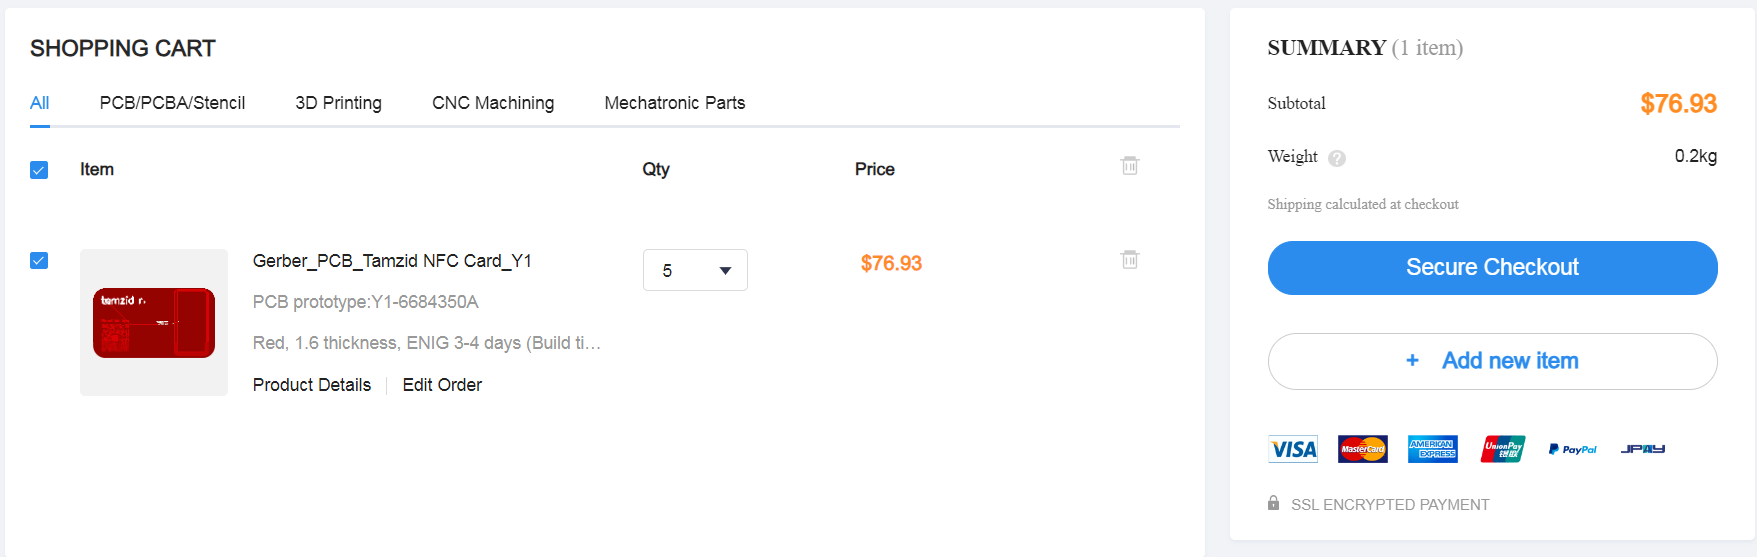 SHOPPING CART
All PCB/PCBA/Stencil 3D Printing CNC Machining Mechatronic Parts
Item Qty Price
temzid r.
Gerber_PCB_Tamzid NFC Card_Y1
5
$76.93
PCB prototype:Y1-6684350A
Red, 1.6 thickness, ENIG 3-4 days (Build ti...
Product Details | Edit Order
SUMMARY (1 item)
Subtotal $76.93
Weight ? 0.2kg
Shipping calculated at checkout
Secure Checkout
+ Add new item
VISA MasterCard AMERICAN EXPRESS UnionPay 银联 PayPal JPAY
SSL ENCRYPTED PAYMENT